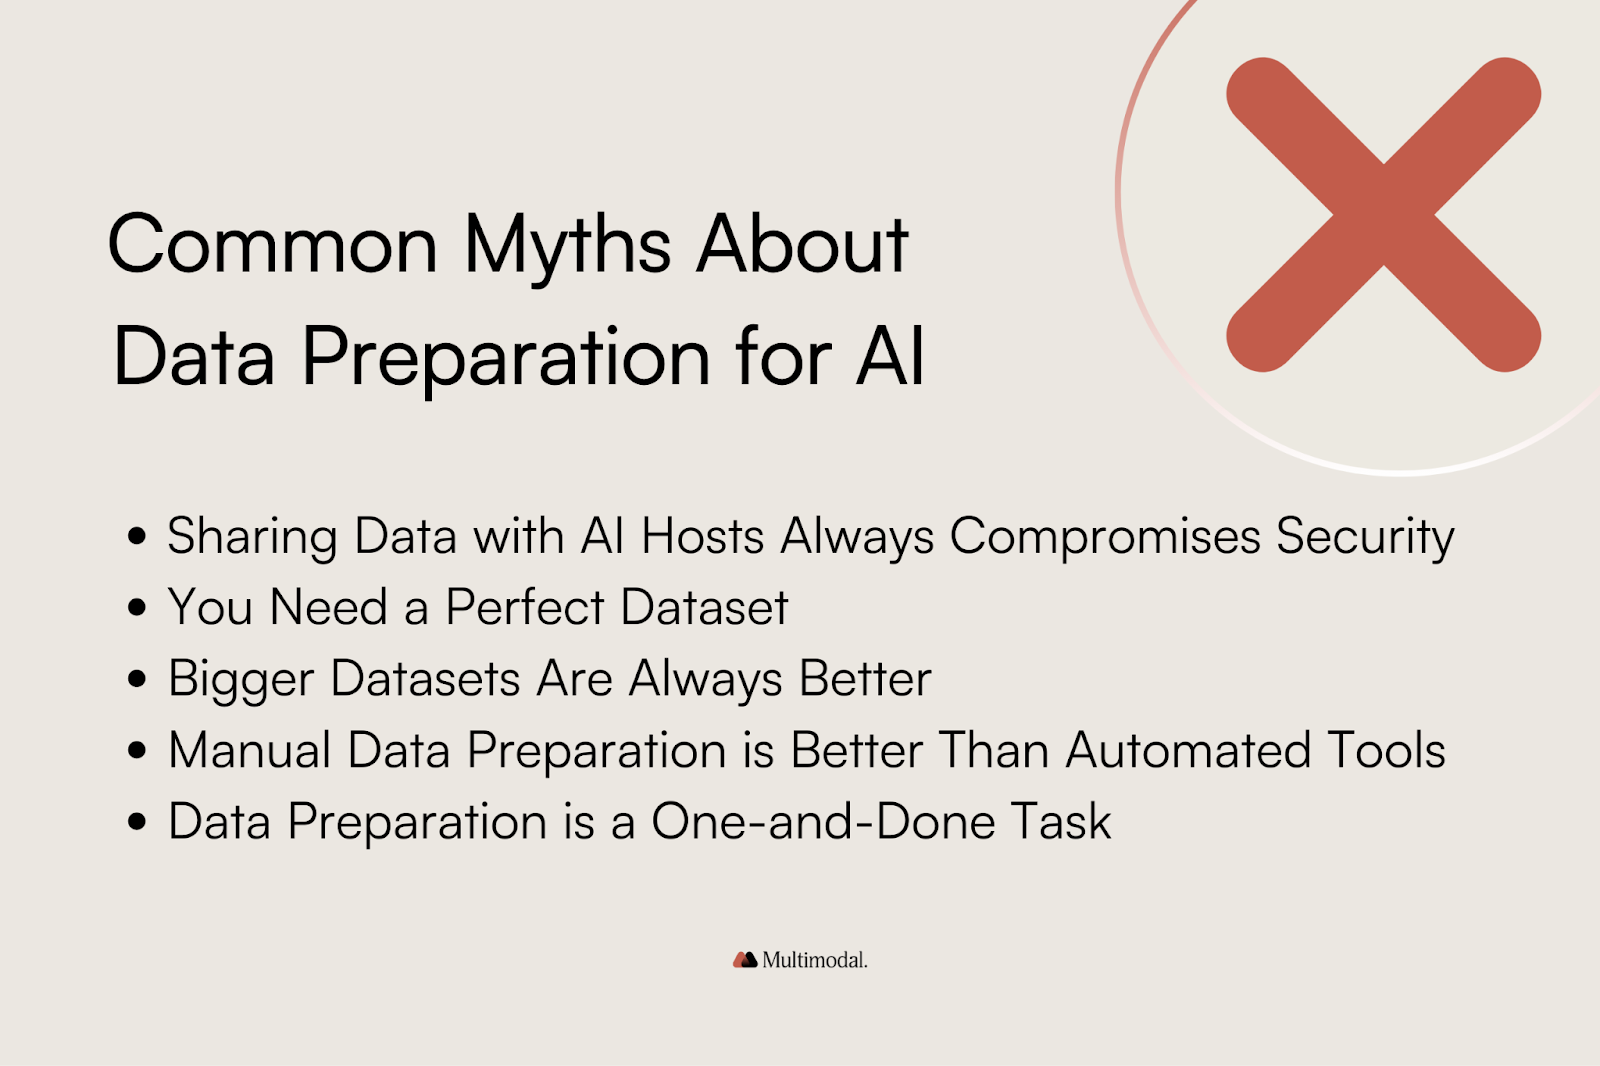 Common Myths About
Data Preparation for AI
• Sharing Data with AI Hosts Always Compromises Security
• You Need a Perfect Dataset
• Bigger Datasets Are Always Better
• Manual Data Preparation is Better Than Automated Tools
• Data Preparation is a One-and-Done Task
Multimodal.